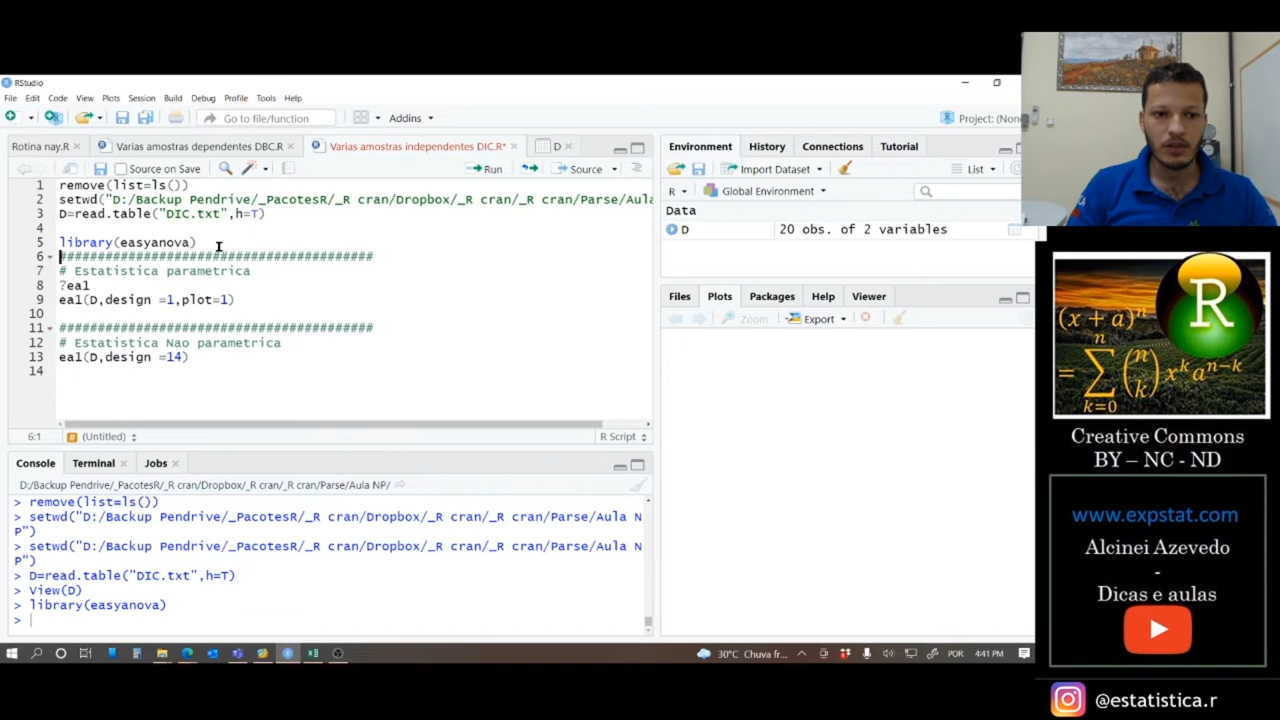 RStudio
File Edit Code View Plots Session Build Debug Profile Tools Help
Go to file/function
Addins
Project: (None
Rotina nay.R
Varias amostras dependentes DBC.R
Varias amostras independentes DIC.R*
D
Source on Save
Run
Source
1 remove(list=ls())
2 setwd("D:/Backup Pendrive/_PacotesR/_R cran/Dropbox/_R cran/_R cran/Parse/Aula
3 D=read.table("DIC.txt",h=T)
4
5 library(easyanova)
6 #######################################
7 # Estatistica parametrica
8 ?ea1
9 ea1(D,design =1,plot=1)
10
11 #######################################
12 # Estatistica Nao parametrica
13 ea1(D,design =14)
14
6:1
(Untitled)
R Script
Console Terminal Jobs
D:/Backup Pendrive/_PacotesR/_R cran/Dropbox/_R cran/_R cran/Parse/Aula NP/
> remove(list=ls())
> setwd("D:/Backup Pendrive/_PacotesR/_R cran/Dropbox/_R cran/_R cran/Parse/Aula N
P")
> setwd("D:/Backup Pendrive/_PacotesR/_R cran/Dropbox/_R cran/_R cran/Parse/Aula N
P")
> D=read.table("DIC.txt",h=T)
> View(D)
> library(easyanova)
>
Environment History Connections Tutorial
Import Dataset
List
R
Global Environment
Data
D 20 obs. of 2 variables
Files Plots Packages Help Viewer
Zoom
Export
30°C Chuva fr...
POR
4:41 PM
R
(x + a)^n
= ∑ k=0 n (n k) x^k a^{n-k}
Creative Commons
BY – NC - ND
www.expstat.com
Alcinei Azevedo
-
Dicas e aulas
@estatistica.r